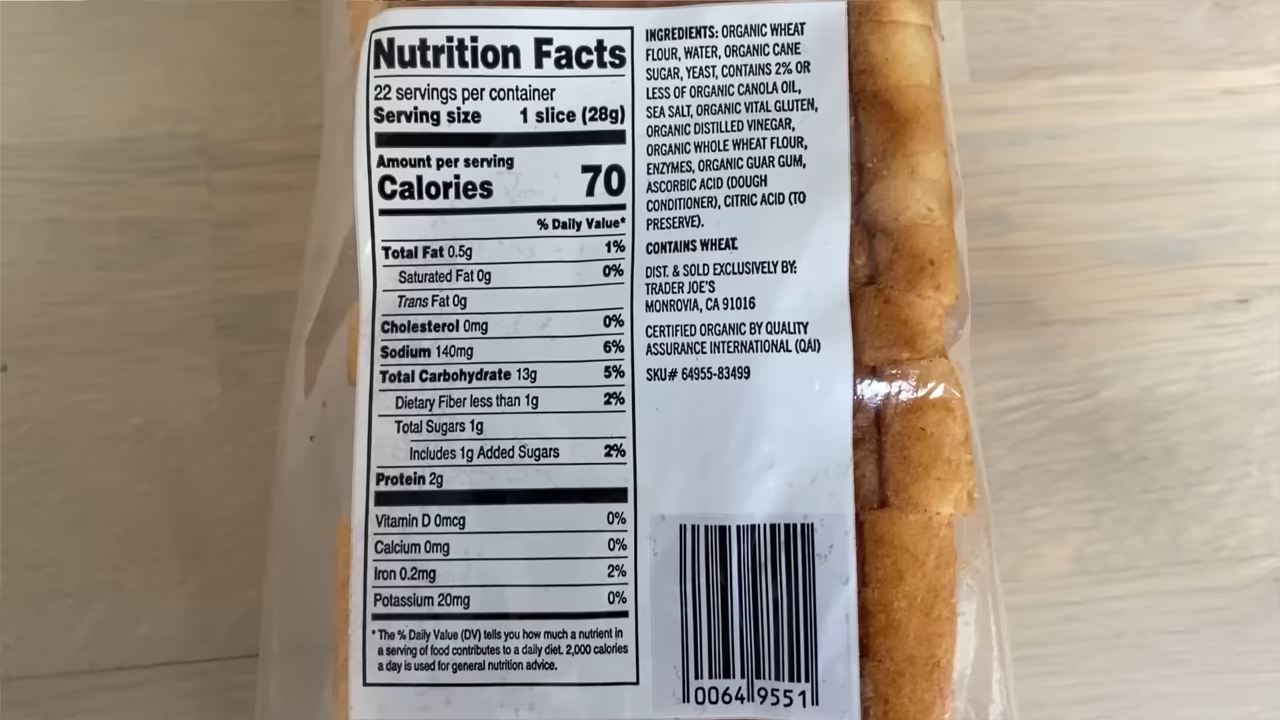 Nutrition Facts
22 servings per container
Serving size 1 slice (28g)
Amount per serving
Calories 70
% Daily Value*
Total Fat 0.5g 1%
Saturated Fat 0g 0%
Trans Fat 0g
Cholesterol 0mg 0%
Sodium 140mg 6%
Total Carbohydrate 13g 5%
Dietary Fiber less than 1g 2%
Total Sugars 1g
Includes 1g Added Sugars 2%
Protein 2g
Vitamin D 0mcg 0%
Calcium 0mg 0%
Iron 0.2mg 2%
Potassium 20mg 0%
* The % Daily Value (DV) tells you how much a nutrient in
a serving of food contributes to a daily diet. 2,000 calories
a day is used for general nutrition advice.
INGREDIENTS: ORGANIC WHEAT
FLOUR, WATER, ORGANIC CANE
SUGAR, YEAST, CONTAINS 2% OR
LESS OF ORGANIC CANOLA OIL,
SEA SALT, ORGANIC VITAL GLUTEN,
ORGANIC DISTILLED VINEGAR,
ORGANIC WHOLE WHEAT FLOUR,
ENZYMES, ORGANIC GUAR GUM,
ASCORBIC ACID (DOUGH
CONDITIONER), CITRIC ACID (TO
PRESERVE).
CONTAINS WHEAT.
DIST. & SOLD EXCLUSIVELY BY:
TRADER JOE'S
MONROVIA, CA 91016
CERTIFIED ORGANIC BY QUALITY
ASSURANCE INTERNATIONAL (QAI)
SKU# 64955-83499
0064 9551